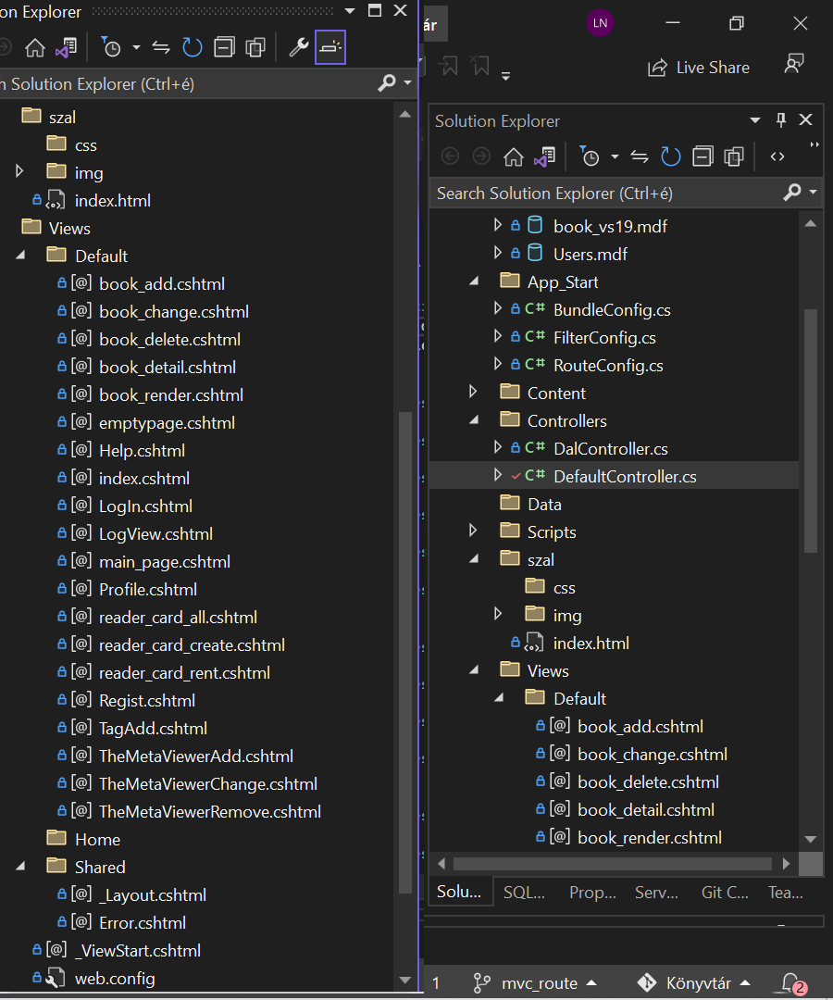 on Explorer
h Solution Explorer (Ctrl+é)
szal
css
img
index.html
Views
Default
[@] book_add.cshtml
[@] book_change.cshtml
[@] book_delete.cshtml
[@] book_detail.cshtml
[@] book_render.cshtml
[@] emptypage.cshtml
[@] Help.cshtml
[@] index.cshtml
[@] LogIn.cshtml
[@] LogView.cshtml
[@] main_page.cshtml
[@] Profile.cshtml
[@] reader_card_all.cshtml
[@] reader_card_create.cshtml
[@] reader_card_rent.cshtml
[@] Regist.cshtml
[@] TagAdd.cshtml
[@] TheMetaViewerAdd.cshtml
[@] TheMetaViewerChange.cshtml
[@] TheMetaViewerRemove.cshtml
Home
Shared
[@] _Layout.cshtml
[@] Error.cshtml
[@] _ViewStart.cshtml
web.config
ár
LN
Live Share
Solution Explorer
Search Solution Explorer (Ctrl+é)
book_vs19.mdf
Users.mdf
App_Start
C# BundleConfig.cs
C# FilterConfig.cs
C# RouteConfig.cs
Content
Controllers
C# DalController.cs
C# DefaultController.cs
Data
Scripts
szal
css
img
index.html
Views
Default
[@] book_add.cshtml
[@] book_change.cshtml
[@] book_delete.cshtml
[@] book_detail.cshtml
[@] book_render.cshtml
Solu... SQL... Prop... Serv... Git C... Tea...
1 mvc_route Könyvtár 2